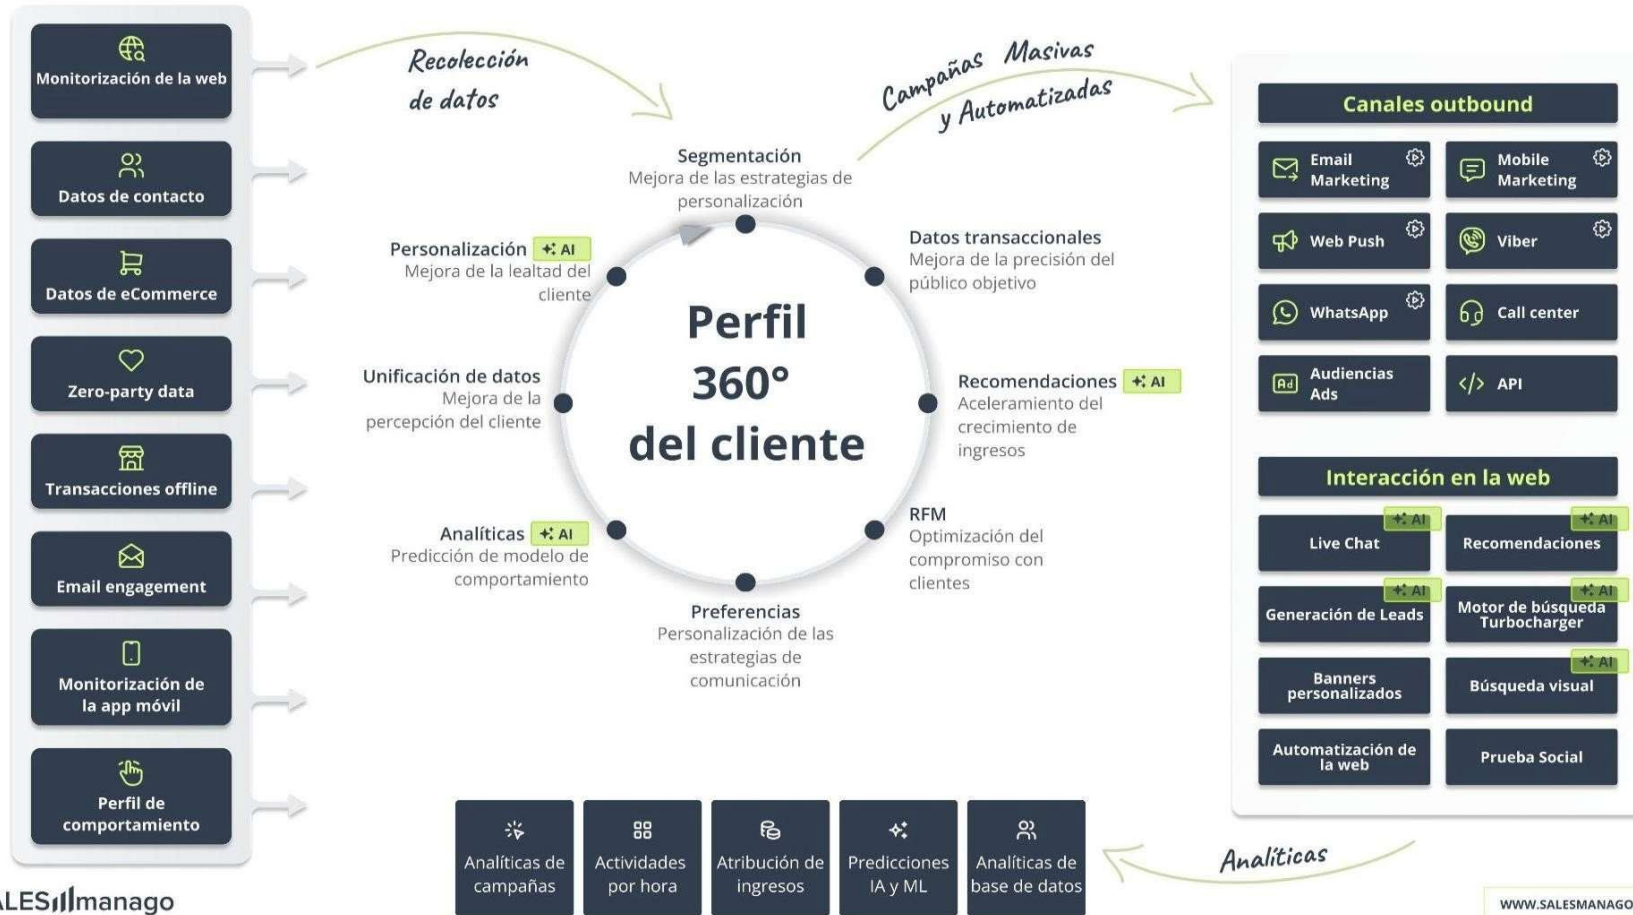 Monitorización de la web
Datos de contacto
Datos de eCommerce
Zero-party data
Transacciones offline
Email engagement
Monitorización de
la app móvil
Perfil de
comportamiento
Recolección
de datos
Campañas Masivas
y Automatizadas
Segmentación
Mejora de las estrategias de
personalización
Datos transaccionales
Mejora de la precisión del
público objetivo
Recomendaciones AI
Aceleramiento del
crecimiento de
ingresos
RFM
Optimización del
compromiso con
clientes
Preferencias
Personalización de las
estrategias de
comunicación
Analíticas AI
Predicción de modelo de
comportamiento
Unificación de datos
Mejora de la
percepción del cliente
Personalización AI
Mejora de la lealtad del
cliente
Perfil
360°
del cliente
Canales outbound
Email
Marketing
Mobile
Marketing
Web Push
Viber
WhatsApp
Call center
Ad
Audiencias
Ads
</> API
Interacción en la web
AI
Live Chat
AI
Recomendaciones
AI
Generación de Leads
AI
Motor de búsqueda
Turbocharger
Banners
personalizados
AI
Búsqueda visual
Automatización de
la web
Prueba Social
Analíticas
Analíticas de
campañas
Actividades
por hora
Atribución de
ingresos
Predicciones
IA y ML
Analíticas de
base de datos
ALESmanago
WWW.SALESMANAGO